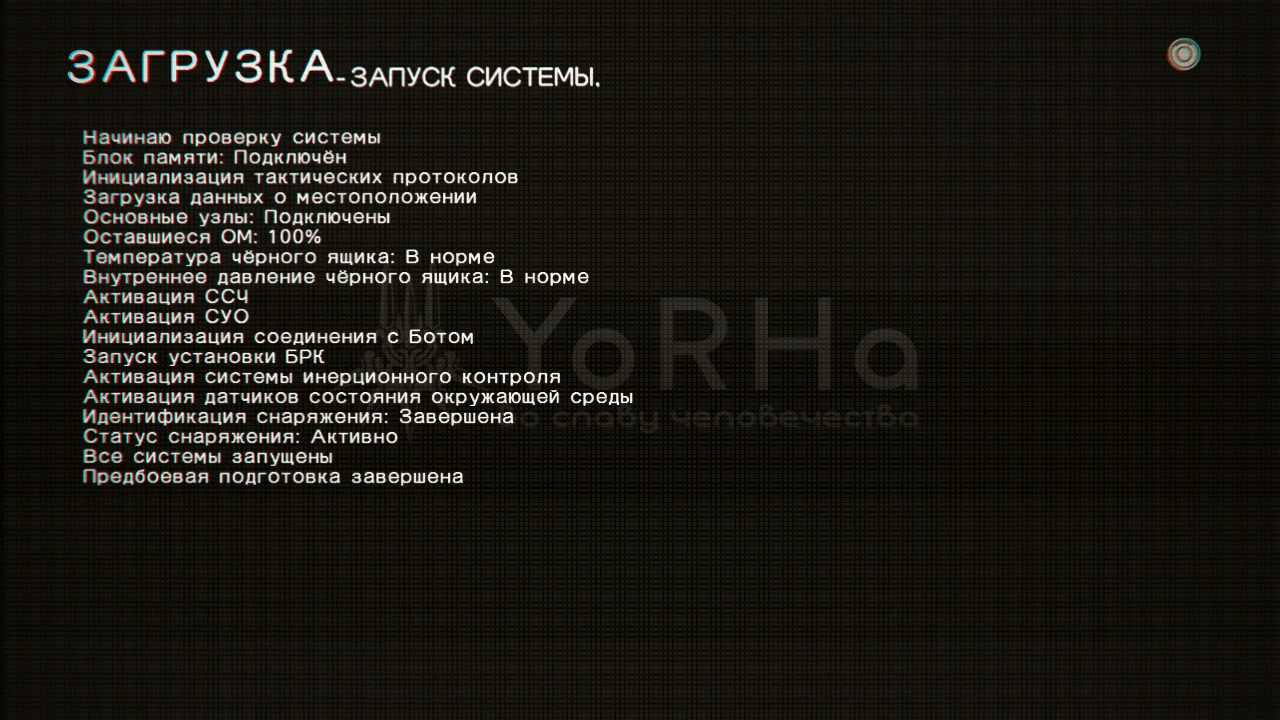 ЗАГРУЗКА-ЗАПУСК СИСТЕМЫ.
Начинаю проверку системы
Блок памяти: Подключён
Инициализация тактических протоколов
Загрузка данных о местоположении
Основные узлы: Подключены
Оставшиеся ОМ: 100%
Температура чёрного ящика: В норме
Внутреннее давление чёрного ящика: В норме
Активация ССЧ
Активация СУО
Инициализация соединения с Ботом
Запуск установки БРК
Активация системы инерционного контроля
Активация датчиков состояния окружающей среды
Идентификация снаряжения: Завершена
Статус снаряжения: Активно
Все системы запущены
Предбоевая подготовка завершена
YoRHa
славу человечества